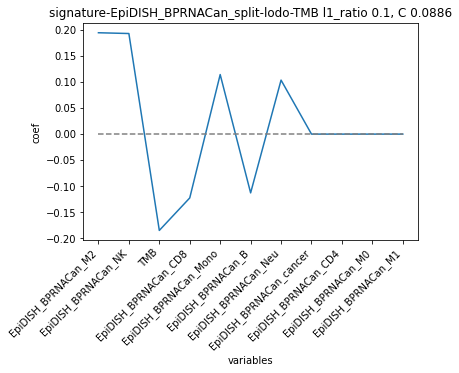 signature-EpiDISH_BPRNACan_split-lodo-TMB l1_ratio 0.1, C 0.0886
0.20
0.15
0.10
0.05
0.00
−0.05
−0.10
−0.15
−0.20
coef
EpiDISH_BPRNACan_M2
EpiDISH_BPRNACan_NK
TMB
EpiDISH_BPRNACan_CD8
EpiDISH_BPRNACan_Mono
EpiDISH_BPRNACan_B
EpiDISH_BPRNACan_Neu
EpiDISH_BPRNACan_cancer
EpiDISH_BPRNACan_CD4
EpiDISH_BPRNACan_M0
EpiDISH_BPRNACan_M1
variables